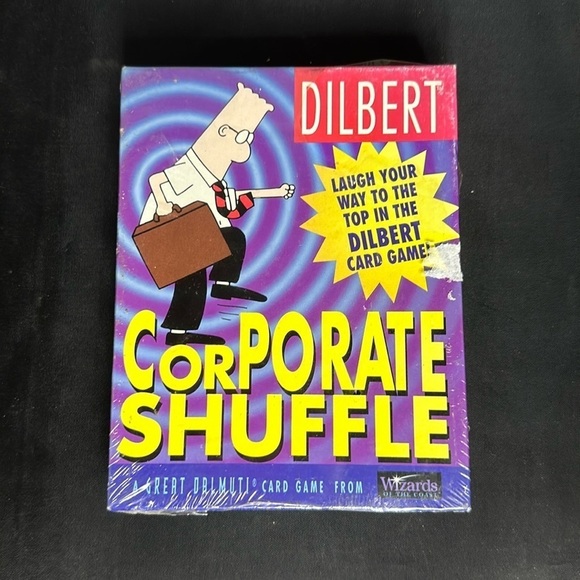 DILBERT
LAUGH YOUR
WAY TO THE
TOP IN THE
DILBERT
CARD GAME!
CORPORATE
SHUFFLE
A GREAT DALMUTI® CARD GAME FROM
Wizards
OF THE COAST